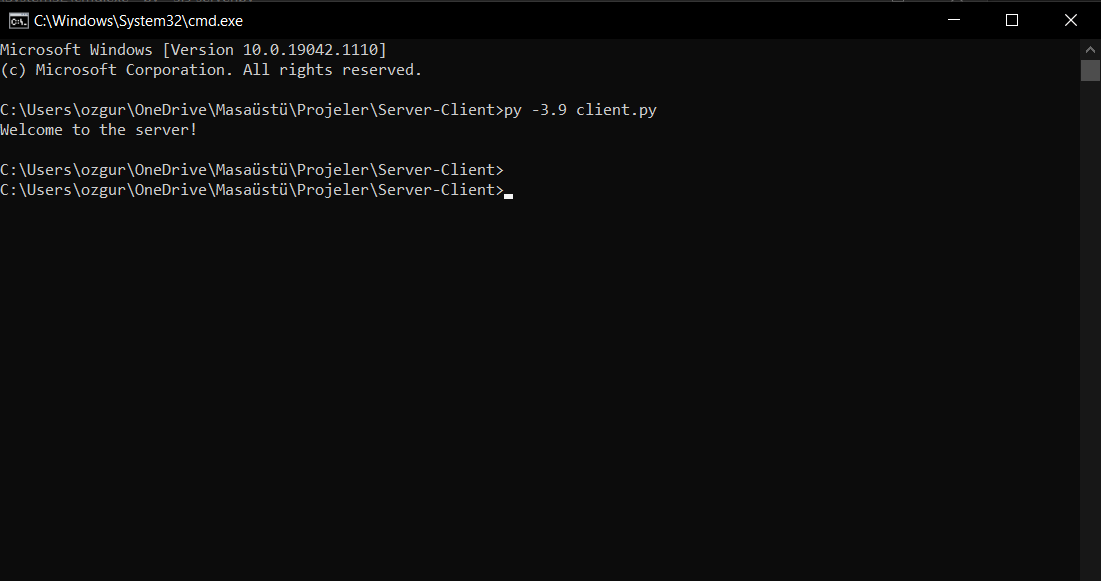 C:\Windows\System32\cmd.exe
Microsoft Windows [Version 10.0.19042.1110]
(c) Microsoft Corporation. All rights reserved.
C:\Users\ozgur\OneDrive\Masaüstü\Projeler\Server-Client>py -3.9 client.py
Welcome to the server!
C:\Users\ozgur\OneDrive\Masaüstü\Projeler\Server-Client>
C:\Users\ozgur\OneDrive\Masaüstü\Projeler\Server-Client>